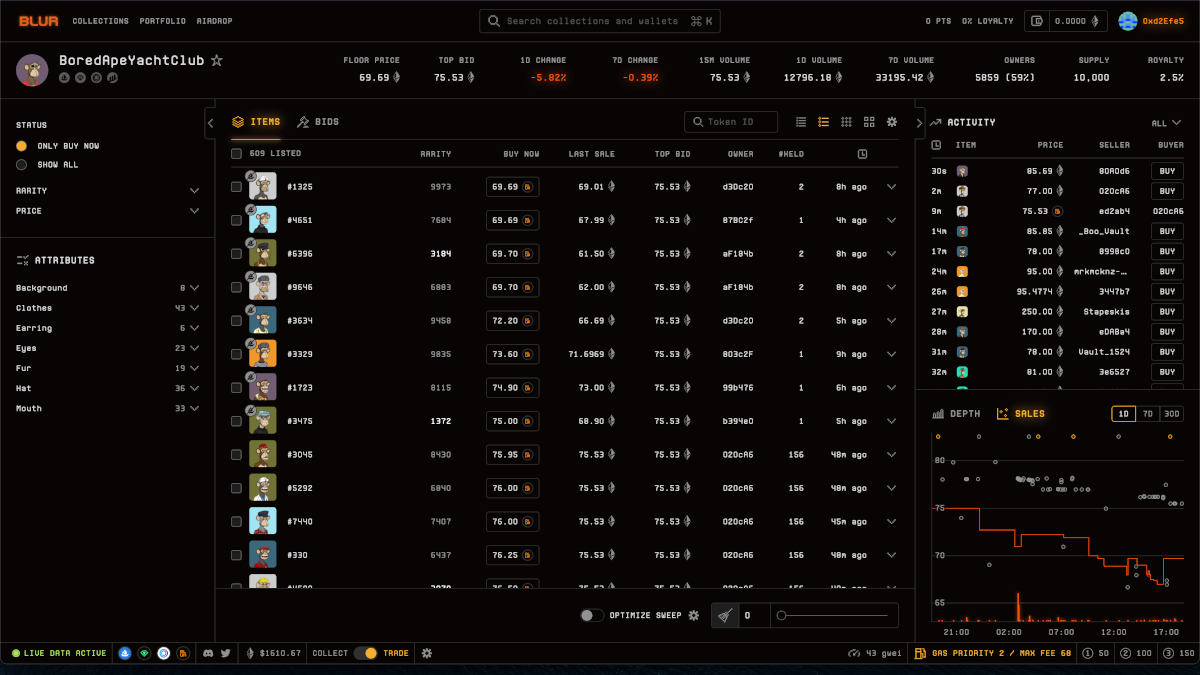 BLUR COLLECTIONS PORTFOLIO AIRDROP Search collections and wallets ⌘ K 0 PTS 0% LOYALTY 0.0000 0xd2Efe5
BoredApeYachtClub
FLOOR PRICE TOP BID 1D CHANGE 7D CHANGE 15M VOLUME 1D VOLUME 7D VOLUME OWNERS SUPPLY ROYALTY
69.69 75.53 -5.82% -0.39% 75.53 12796.18 33195.42 5859 (59%) 10,000 2.5%
STATUS
ONLY BUY NOW
SHOW ALL
RARITY
PRICE
ATTRIBUTES
Background 8
Clothes 43
Earring 6
Eyes 23
Fur 19
Hat 36
Mouth 33
ITEMS BIDS Token ID
609 LISTED RARITY BUY NOW LAST SALE TOP BID OWNER #HELD
#1325 9973 69.69 69.01 75.53 d3Dc20 2 8h ago
#4651 7684 69.69 67.99 75.53 878C2f 1 4h ago
#6396 3184 69.70 61.50 75.53 aF184b 2 8h ago
#9646 6883 69.70 62.00 75.53 aF184b 2 8h ago
#3634 9458 72.20 66.69 75.53 d3Dc20 2 5h ago
#3329 9835 73.60 71.6969 75.53 803c2F 1 9h ago
#1723 8115 74.90 73.00 75.53 99b476 1 6h ago
#3475 1372 75.00 68.90 75.53 b394e0 1 5h ago
#3045 8430 75.95 75.53 75.53 020cA6 156 48m ago
#5292 6840 76.00 75.53 75.53 020cA6 156 48m ago
#7440 7407 76.00 75.53 75.53 020cA6 156 45m ago
#330 6437 76.25 75.53 75.53 020cA6 156 48m ago
OPTIMIZE SWEEP 0
ACTIVITY ALL
ITEM PRICE SELLER BUYER
30s 85.69 80A0d6 BUY
2m 77.00 020cA6 BUY
9m 75.53 ed2ab4 020cA6
14m 85.85 _Boo_Vault BUY
17m 78.00 8998c0 BUY
24m 95.00 mrkmcknz-… BUY
26m 95.4774 3447b7 BUY
27m 250.00 Stapeskis BUY
28m 170.00 eDABa4 BUY
31m 78.00 Vault_1524 BUY
32m 81.00 3e6527 BUY
DEPTH SALES 1D 7D 30D
80
75
70
65
21:00 02:00 07:00 12:00 17:00
LIVE DATA ACTIVE $1610.67 COLLECT TRADE 43 gwei GAS PRIORITY 2 / MAX FEE 68 1 50 2 100 3 150